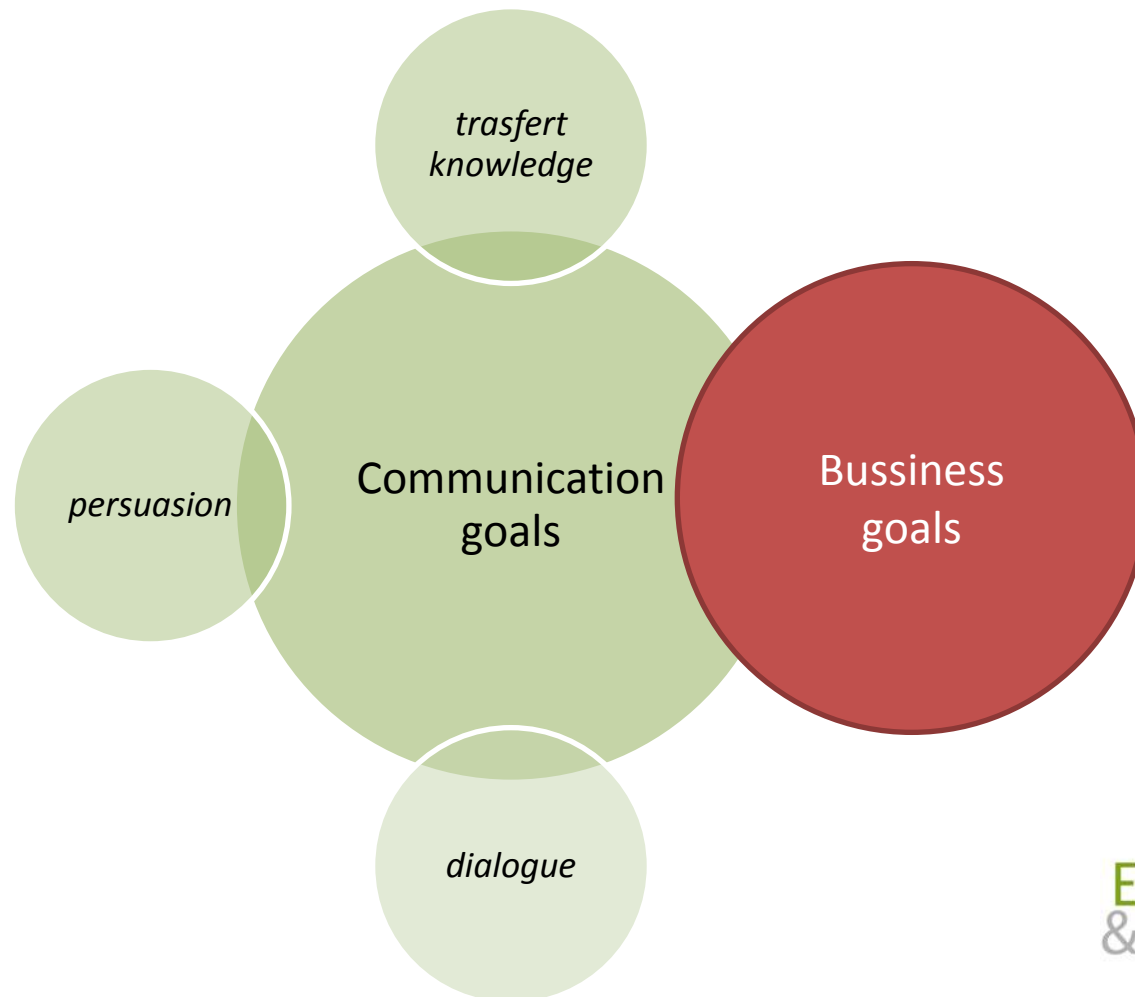 trasfert
knowledge
persuasion
Communication
goals
Bussiness
goals
dialogue
E
&